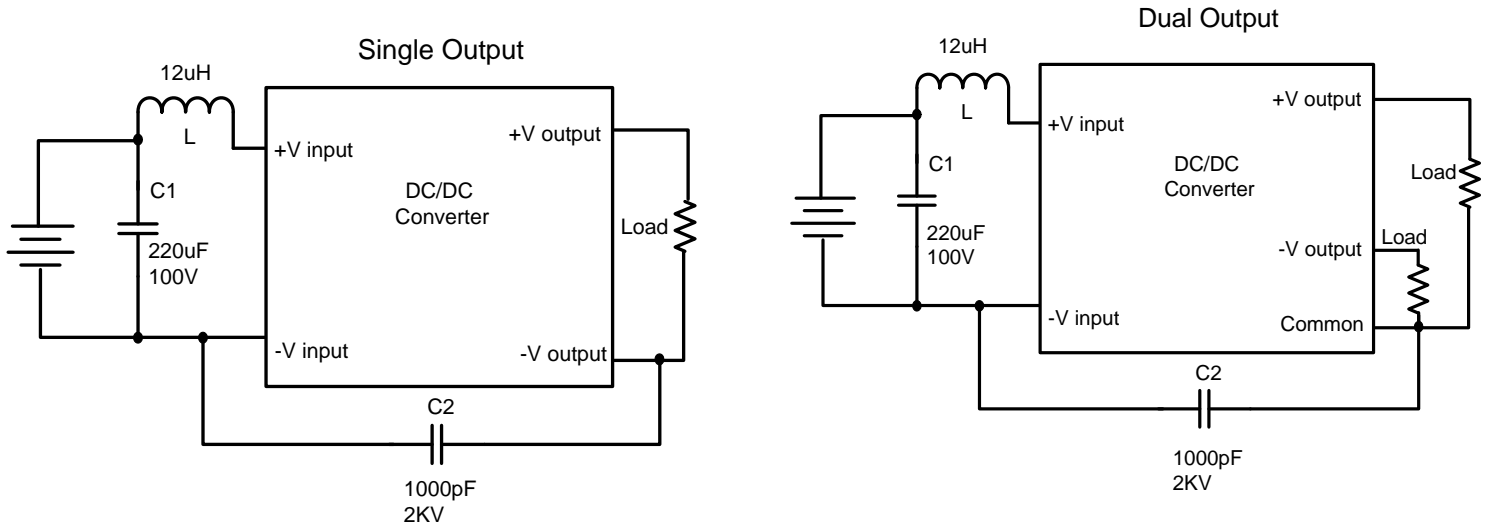 Single Output
12uH
L
+V input
+V output
C1
DC/DC
Converter
Load
220uF
100V
-V input
-V output
C2
1000pF
2KV
Dual Output
12uH
L
+V output
+V input
C1
DC/DC
Converter
Load
220uF
100V
-V output
Load
-V input
Common
C2
1000pF
2KV